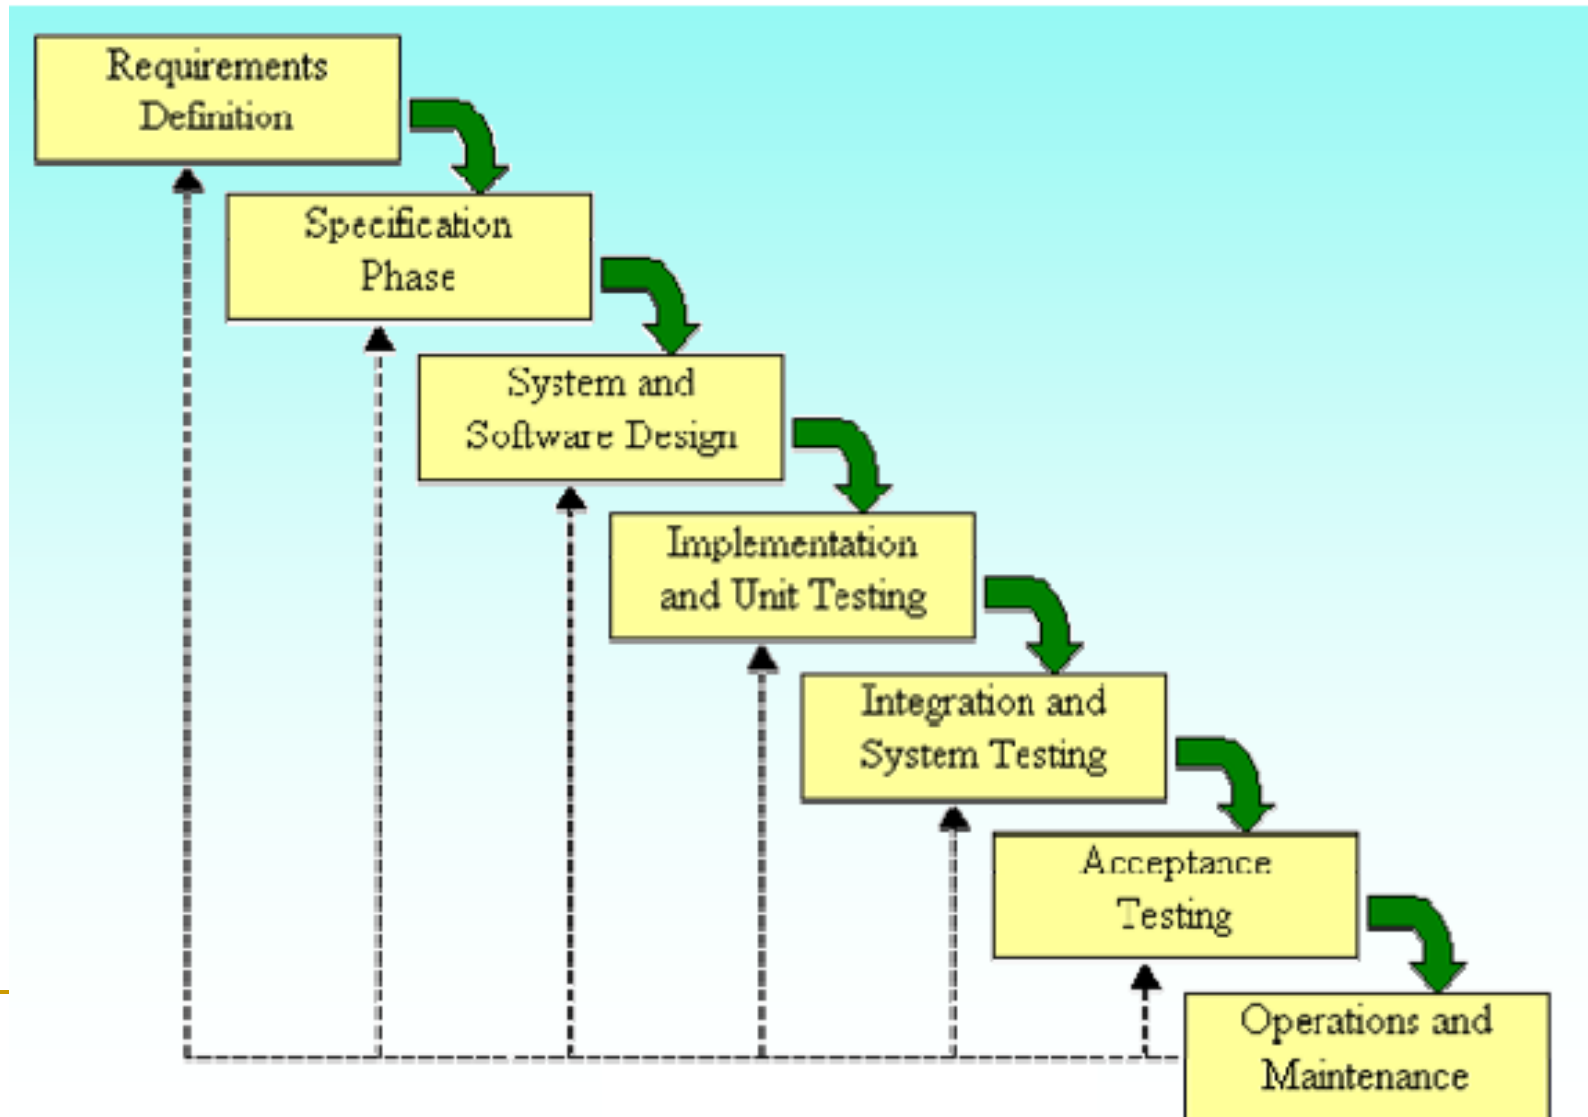 Requirements
Definition
Specification
Phase
System and
Software Design
Implementation
and Unit Testing
Integration and
System Testing
Acceptance
Testing
Operations and
Maintenance